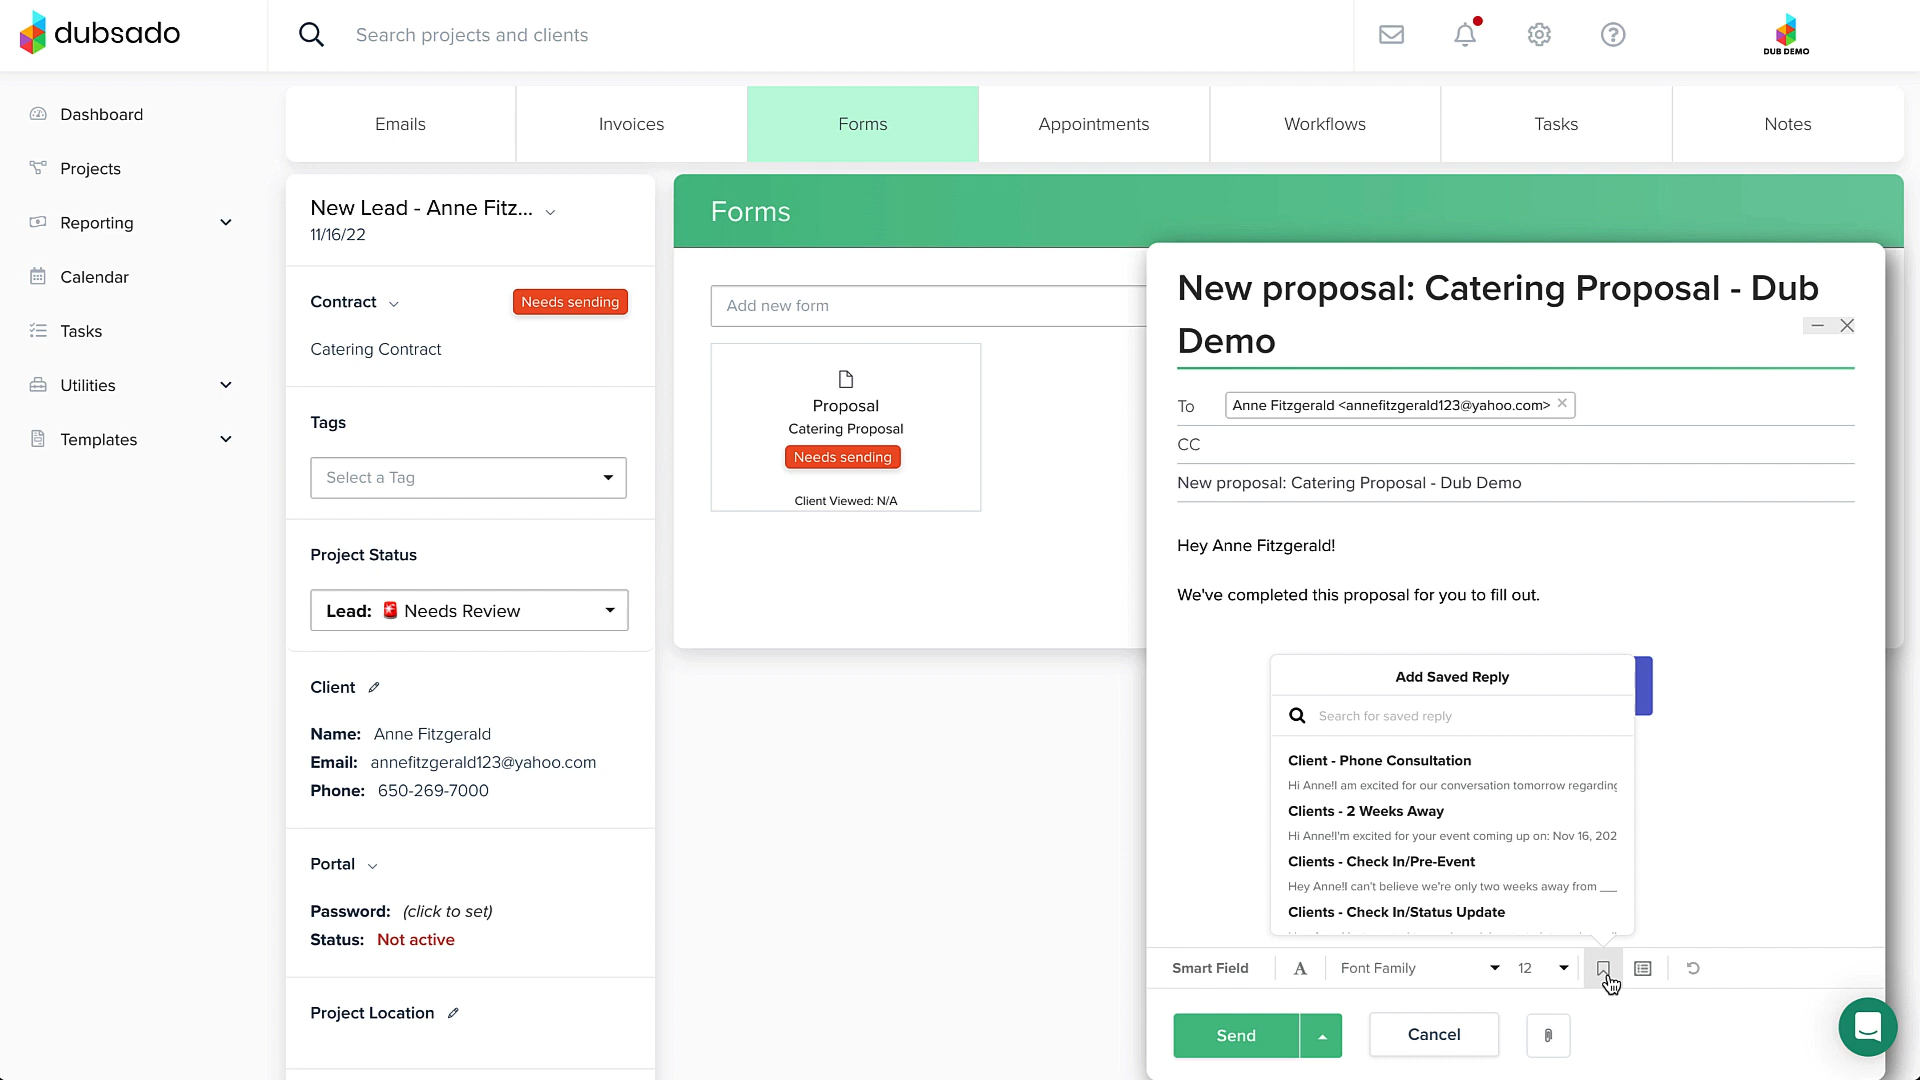 dubsado
Search projects and clients
DUB DEMO
Dashboard
Projects
Reporting
Calendar
Tasks
Utilities
Templates
Emails
Invoices
Forms
Appointments
Workflows
Tasks
Notes
New Lead - Anne Fitz...
11/16/22
Contract
Needs sending
Catering Contract
Tags
Select a Tag
Project Status
Lead: 🚨 Needs Review
Client
Name: Anne Fitzgerald
Email: annefitzgerald123@yahoo.com
Phone: 650-269-7000
Portal
Password: (click to set)
Status: Not active
Project Location
Forms
Add new form
Proposal
Catering Proposal
Needs sending
Client Viewed: N/A
New proposal: Catering Proposal - Dub
Demo
To Anne Fitzgerald <annefitzgerald123@yahoo.com>
CC
New proposal: Catering Proposal - Dub Demo
Hey Anne Fitzgerald!
We've completed this proposal for you to fill out.
Add Saved Reply
Search for saved reply
Client - Phone Consultation
Hi Anne!I am excited for our conversation tomorrow regarding
Clients - 2 Weeks Away
Hi Anne!I'm excited for your event coming up on: Nov 16, 202
Clients - Check In/Pre-Event
Hey Anne!I can't believe we're only two weeks away from ___
Clients - Check In/Status Update
Smart Field
A
Font Family
12
Send
Cancel